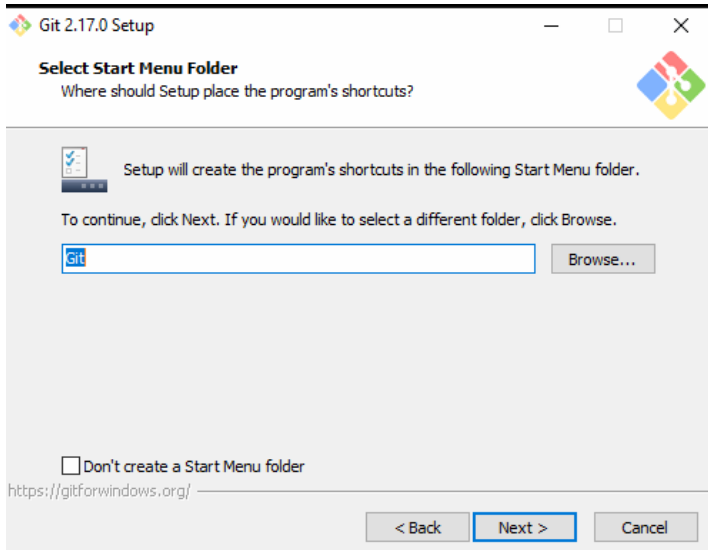 Git 2.17.0 Setup
Select Start Menu Folder
Where should Setup place the program's shortcuts?
Setup will create the program's shortcuts in the following Start Menu folder.
To continue, click Next. If you would like to select a different folder, click Browse.
Git
Browse...
Don't create a Start Menu folder
https://gitforwindows.org/
< Back
Next >
Cancel